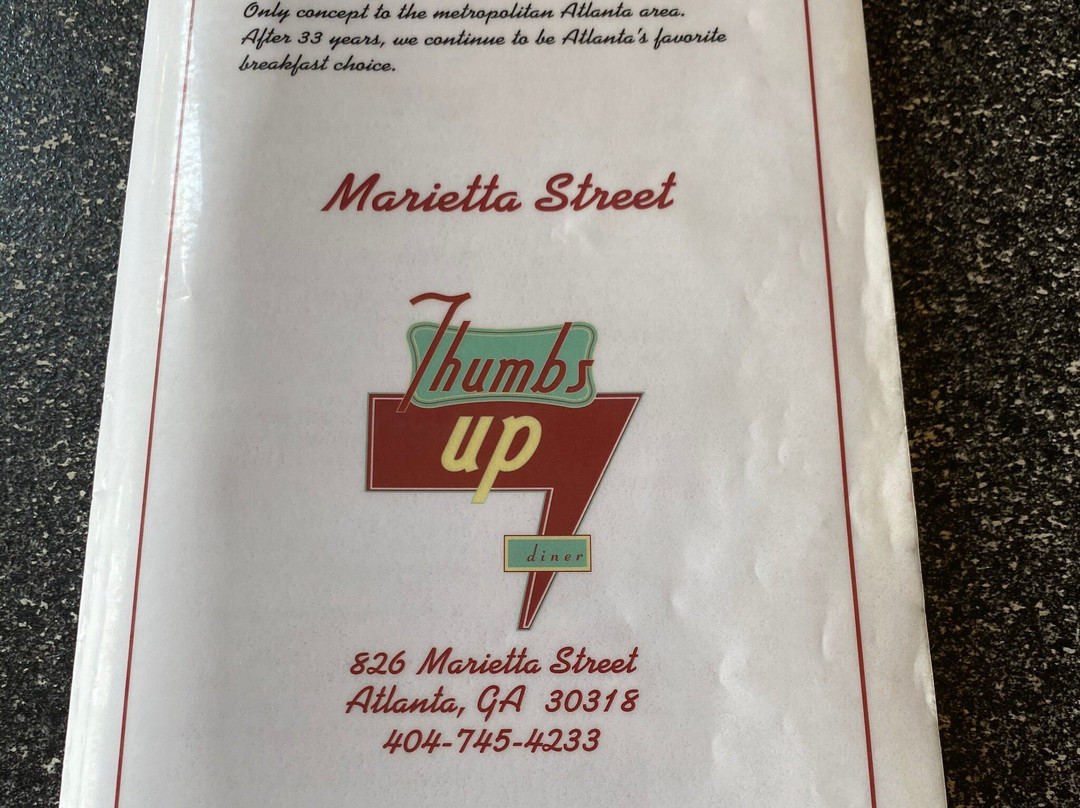 Only concept to the metropolitan Atlanta area.
After 33 years, we continue to be Atlanta's favorite
breakfast choice.
Marietta Street
Thumbs
up
diner
826 Marietta Street
Atlanta, GA 30318
404-745-4233